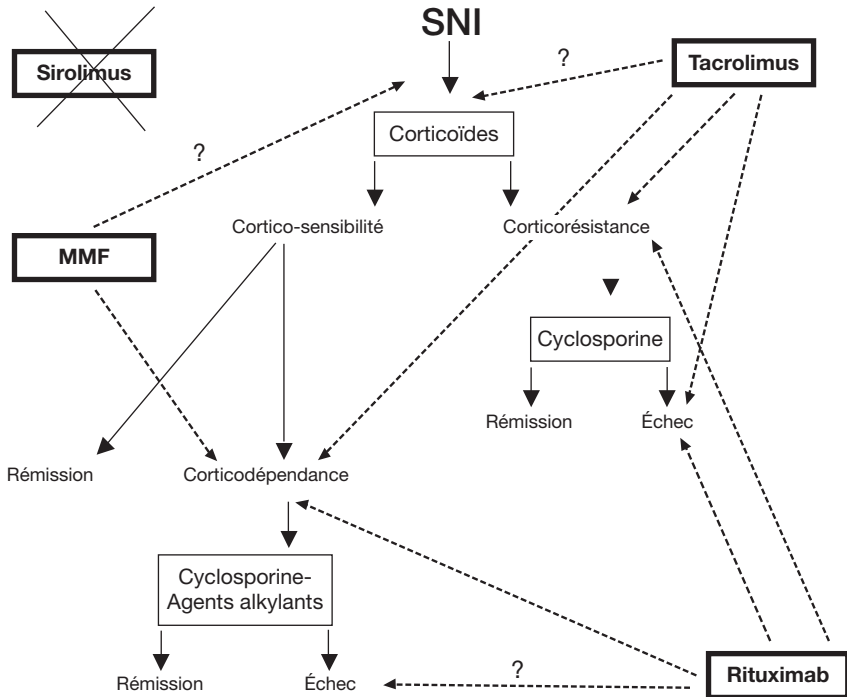 SNI
Sirolimus
?
Tacrolimus
Corticoïdes
?
Cortico-sensibilité
Corticorésistance
MMF
Cyclosporine
Rémission
Échec
Rémission
Corticodépendance
Cyclosporine-
Agents alkylants
Rémission
Échec
?
Rituximab